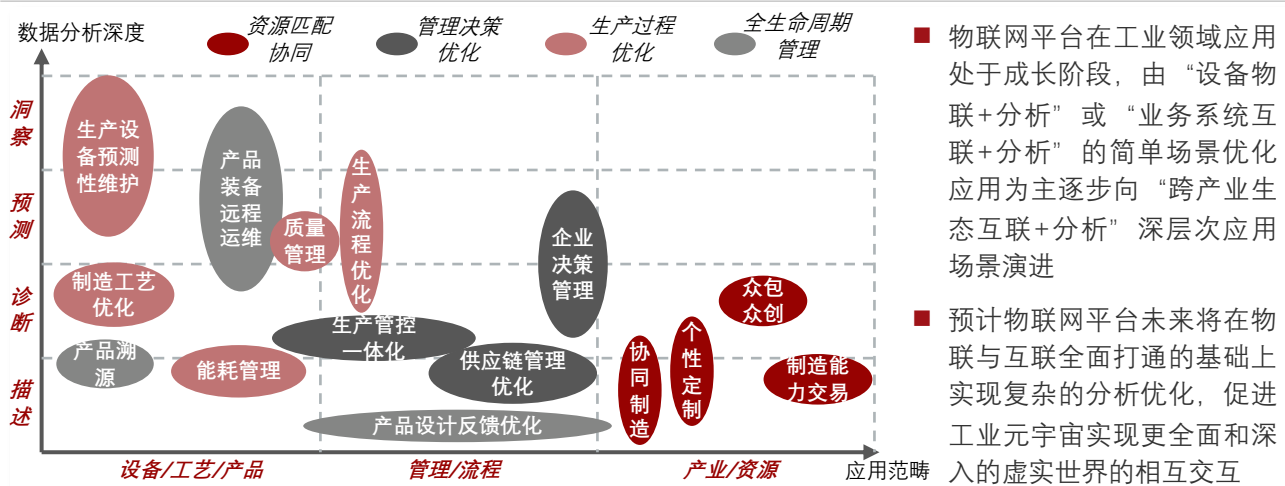 数据分析深度
资源匹配
协同
管理决策
优化
生产过程
优化
全生命周期
管理
洞
察
预
测
诊
断
描
述
生产设
备预测
性维护
产品
装备
远程
运维
质量
管理
生
产
流
程
优
化
企业
决策
管理
制造工艺
优化
众包
众创
生产管控
一体化
产品溯
源
能耗管理
供应链管理
优化
协
同
制
造
个
性
定
制
制造能
力交易
产品设计反馈优化
设备/工艺/产品
管理/流程
产业/资源
应用范畴
物联网平台在工业领域应用
处于成长阶段，由“设备物
联+分析”或“业务系统互
联+分析”的简单场景优化
应用为主逐步向“跨产业生
态互联+分析”深层次应用
场景演进
预计物联网平台未来将在物
联与互联全面打通的基础上
实现复杂的分析优化，促进
工业元宇宙实现更全面和深
入的虚实世界的相互交互